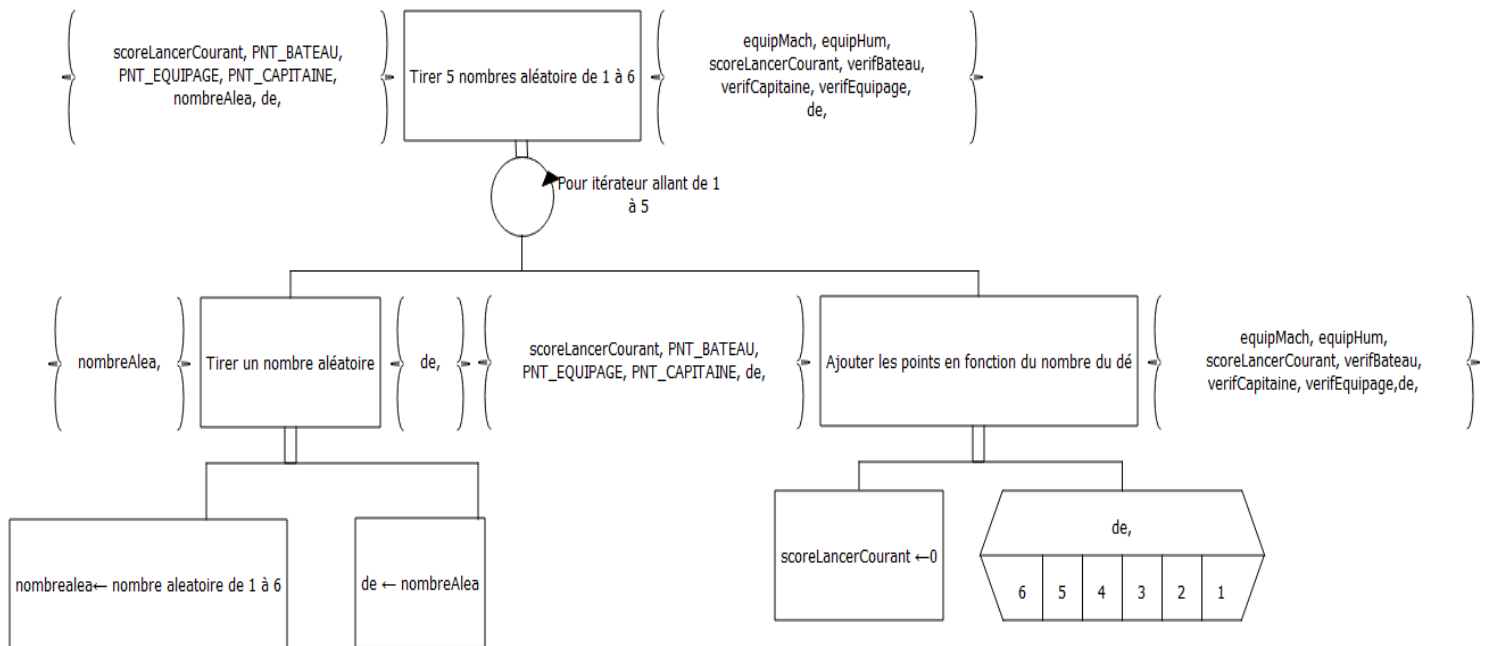 scoreLancerCourant, PNT_BATEAU,
PNT_EQUIPAGE, PNT_CAPITAINE,
nombreAlea, de,
Tirer 5 nombres aléatoire de 1 à 6
equipMach, equipHum,
scoreLancerCourant, verifBateau,
verifCapitaine, verifEquipage,
de,
Pour itérateur allant de 1
à 5
nombreAlea,
Tirer un nombre aléatoire
de,
scoreLancerCourant, PNT_BATEAU,
PNT_EQUIPAGE, PNT_CAPITAINE, de,
Ajouter les points en fonction du nombre du dé
equipMach, equipHum,
scoreLancerCourant, verifBateau,
verifCapitaine, verifEquipage,de,
nombrealea← nombre aleatoire de 1 à 6
de ← nombreAlea
scoreLancerCourant ←0
de,
6 5 4 3 2 1